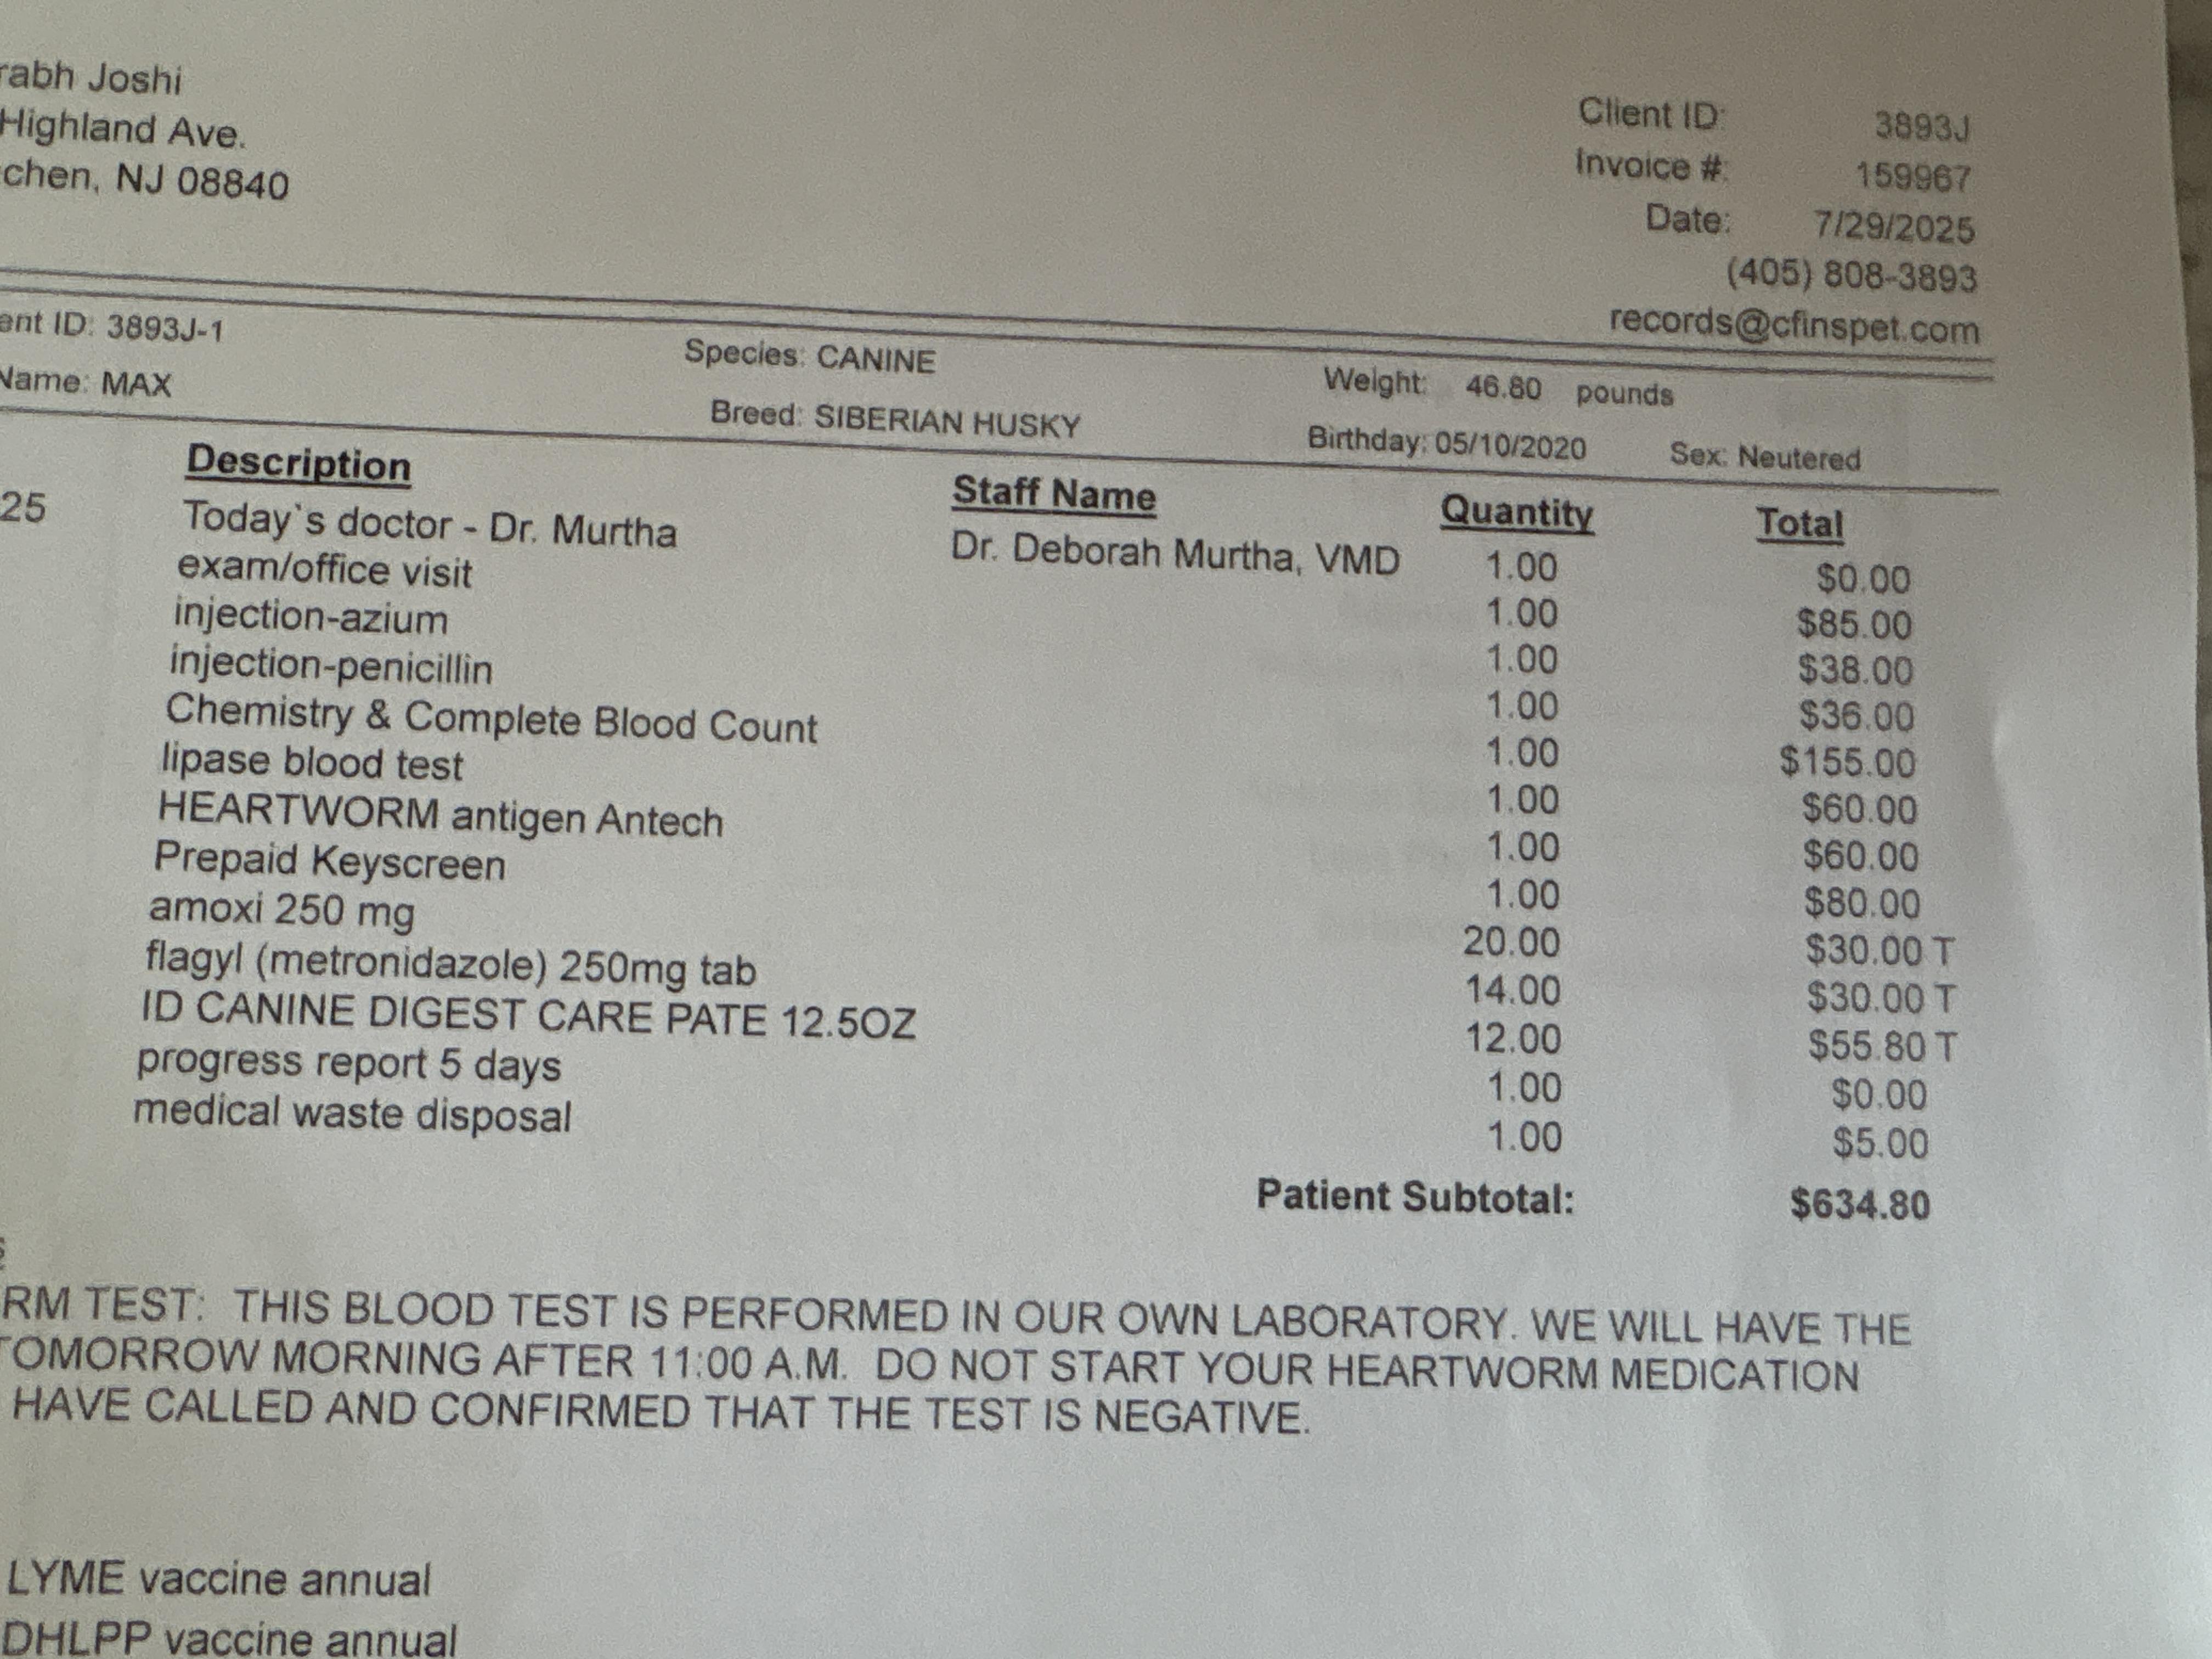 rabh Joshi
Highland Ave.
chen, NJ 08840
Client ID: 3893J
Invoice #: 159967
Date: 7/29/2025
(405) 808-3893
records@cfinspet.com
ent ID: 3893J-1 Species: CANINE Weight: 46.80 pounds
Name: MAX Breed: SIBERIAN HUSKY Birthday: 05/10/2020 Sex: Neutered
Description Staff Name Quantity Total
25 Today`s doctor - Dr. Murtha Dr. Deborah Murtha, VMD 1.00 $0.00
exam/office visit 1.00 $85.00
injection-azium 1.00 $38.00
injection-penicillin 1.00 $36.00
Chemistry & Complete Blood Count 1.00 $155.00
lipase blood test 1.00 $60.00
HEARTWORM antigen Antech 1.00 $60.00
Prepaid Keyscreen 1.00 $80.00
amoxi 250 mg 20.00 $30.00 T
flagyl (metronidazole) 250mg tab 14.00 $30.00 T
ID CANINE DIGEST CARE PATE 12.5OZ 12.00 $55.80 T
progress report 5 days 1.00 $0.00
medical waste disposal 1.00 $5.00
Patient Subtotal: $634.80
RM TEST: THIS BLOOD TEST IS PERFORMED IN OUR OWN LABORATORY. WE WILL HAVE THE
TOMORROW MORNING AFTER 11:00 A.M. DO NOT START YOUR HEARTWORM MEDICATION
HAVE CALLED AND CONFIRMED THAT THE TEST IS NEGATIVE.
LYME vaccine annual
DHLPP vaccine annual